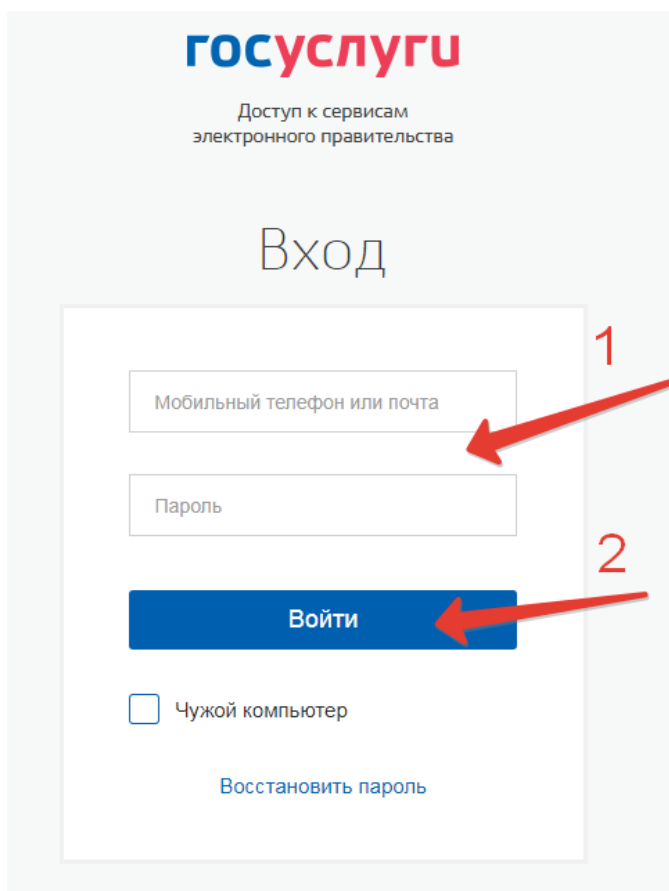 госуслуги
Доступ к сервисам
электронного правительства
Вход
1
Мобильный телефон или почта
Пароль
2
Войти
Чужой компьютер
Восстановить пароль